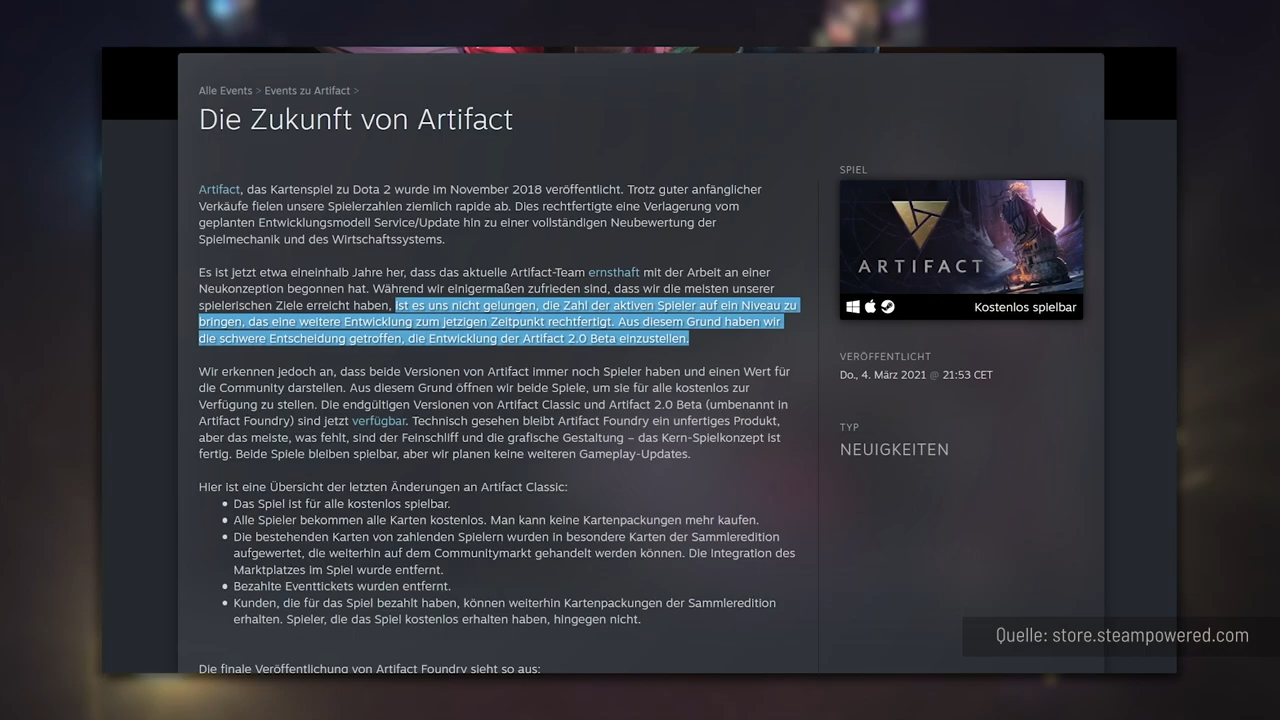 Alle Events > Events zu Artifact >
Die Zukunft von Artifact
Artifact, das Kartenspiel zu Dota 2 wurde im November 2018 veröffentlicht. Trotz guter anfänglicher
Verkäufe fielen unsere Spielerzahlen ziemlich rapide ab. Dies rechtfertigte eine Verlagerung vom
geplanten Entwicklungsmodell Service/Update hin zu einer vollständigen Neubewertung der
Spielmechanik und des Wirtschaftssystems.
Es ist jetzt etwa eineinhalb Jahre her, dass das aktuelle Artifact-Team ernsthaft mit der Arbeit an einer
Neukonzeption begonnen hat. Während wir einigermaßen zufrieden sind, dass wir die meisten unserer
spielerischen Ziele erreicht haben, ist es uns nicht gelungen, die Zahl der aktiven Spieler auf ein Niveau zu
bringen, das eine weitere Entwicklung zum jetzigen Zeitpunkt rechtfertigt. Aus diesem Grund haben wir
die schwere Entscheidung getroffen, die Entwicklung der Artifact 2.0 Beta einzustellen.
Wir erkennen jedoch an, dass beide Versionen von Artifact immer noch Spieler haben und einen Wert für
die Community darstellen. Aus diesem Grund öffnen wir beide Spiele, um sie für alle kostenlos zur
Verfügung zu stellen. Die endgültigen Versionen von Artifact Classic und Artifact 2.0 Beta (umbenannt in
Artifact Foundry) sind jetzt verfügbar. Technisch gesehen bleibt Artifact Foundry ein unfertiges Produkt,
aber das meiste, was fehlt, sind der Feinschliff und die grafische Gestaltung – das Kern-Spielkonzept ist
fertig. Beide Spiele bleiben spielbar, aber wir planen keine weiteren Gameplay-Updates.
Hier ist eine Übersicht der letzten Änderungen an Artifact Classic:
• Das Spiel ist für alle kostenlos spielbar.
• Alle Spieler bekommen alle Karten kostenlos. Man kann keine Kartenpackungen mehr kaufen.
• Die bestehenden Karten von zahlenden Spielern wurden in besondere Karten der Sammleredition
aufgewertet, die weiterhin auf dem Communitymarkt gehandelt werden können. Die Integration des
Marktplatzes im Spiel wurde entfernt.
• Bezahlte Eventtickets wurden entfernt.
• Kunden, die für das Spiel bezahlt haben, können weiterhin Kartenpackungen der Sammleredition
erhalten. Spieler, die das Spiel kostenlos erhalten haben, hingegen nicht.
Die finale Veröffentlichung von Artifact Foundry sieht so aus:
SPIEL
ARTIFACT
Kostenlos spielbar
VERÖFFENTLICHT
Do., 4. März 2021 @ 21:53 CET
TYP
NEUIGKEITEN
Quelle: store.steampowered.com